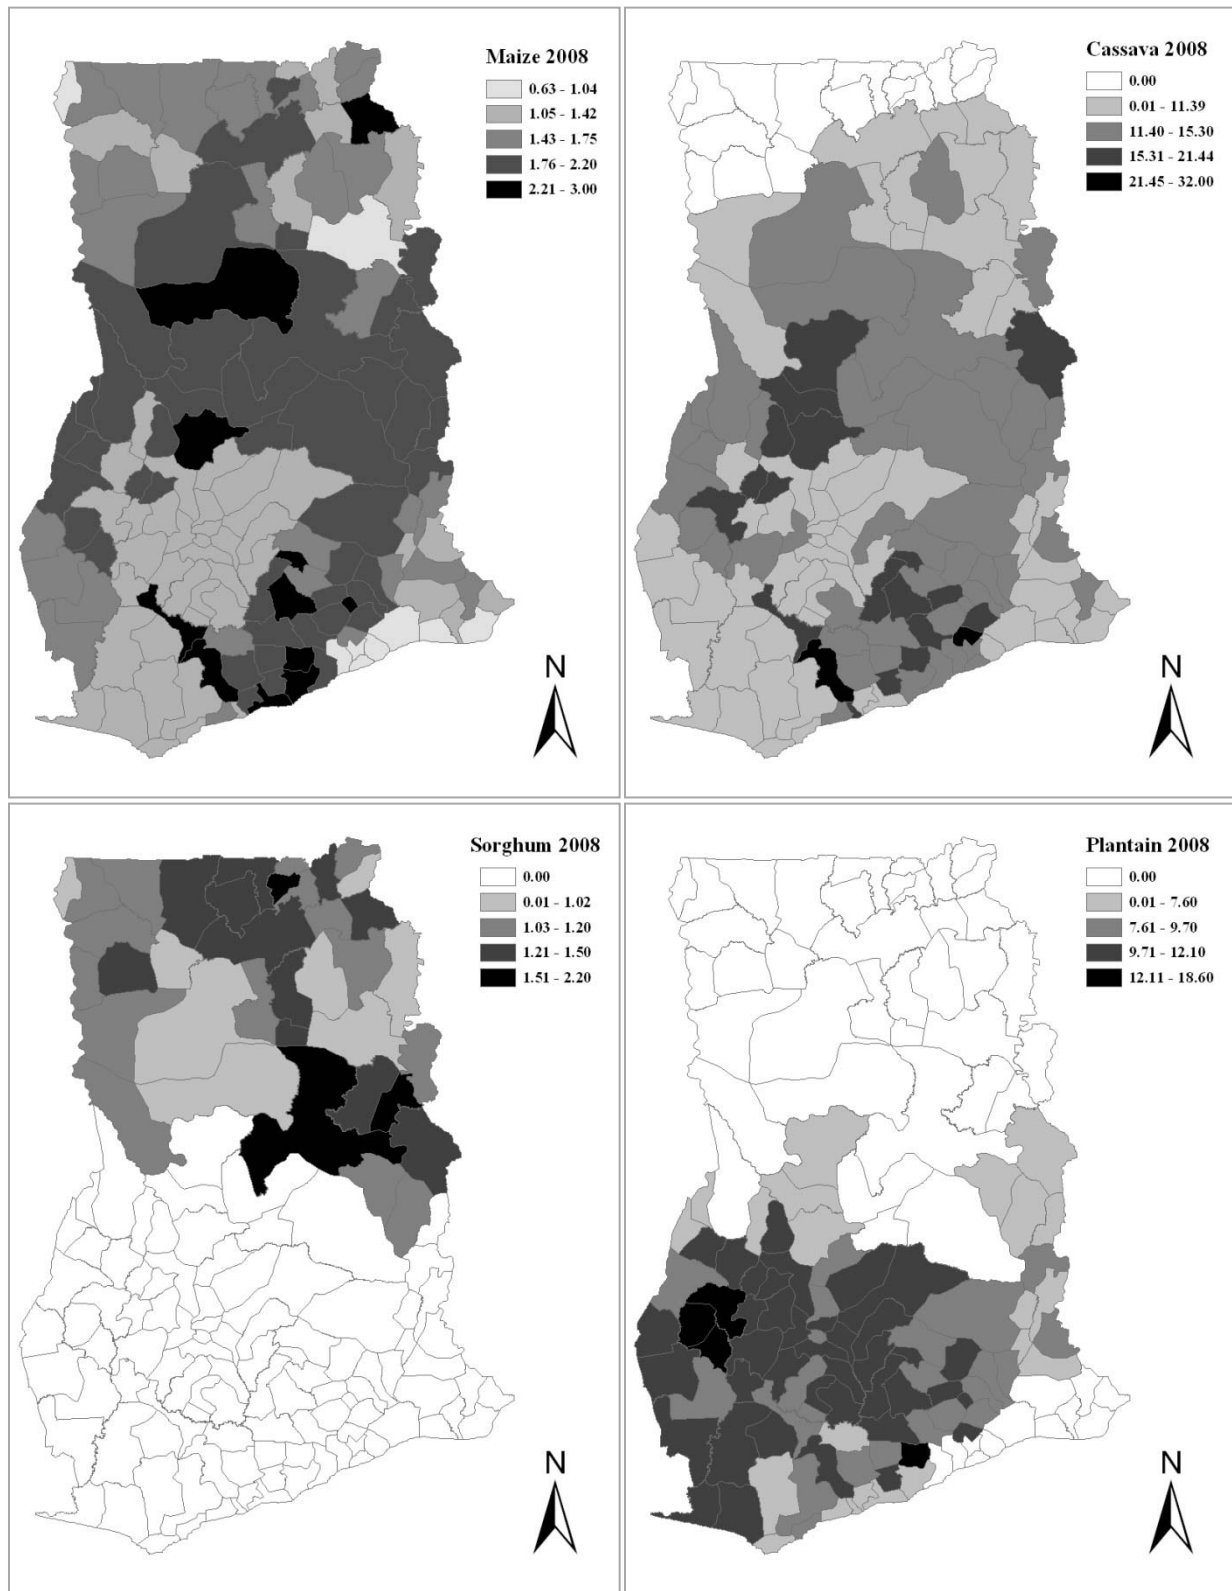 Maize 2008
0.63 - 1.04
1.05 - 1.42
1.43 - 1.75
1.76 - 2.20
2.21 - 3.00
N
Cassava 2008
0.00
0.01 - 11.39
11.40 - 15.30
15.31 - 21.44
21.45 - 32.00
N
Sorghum 2008
0.00
0.01 - 1.02
1.03 - 1.20
1.21 - 1.50
1.51 - 2.20
N
Plantain 2008
0.00
0.01 - 7.60
7.61 - 9.70
9.71 - 12.10
12.11 - 18.60
N